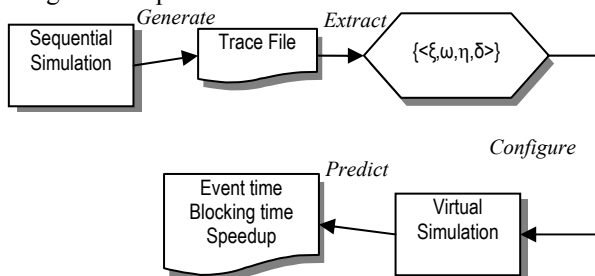 Generate
Extract
Sequential
Simulation
Trace File
{<ξ,ω,η,δ>}
Configure
Predict
Event time
Blocking time
Speedup
Virtual
Simulation